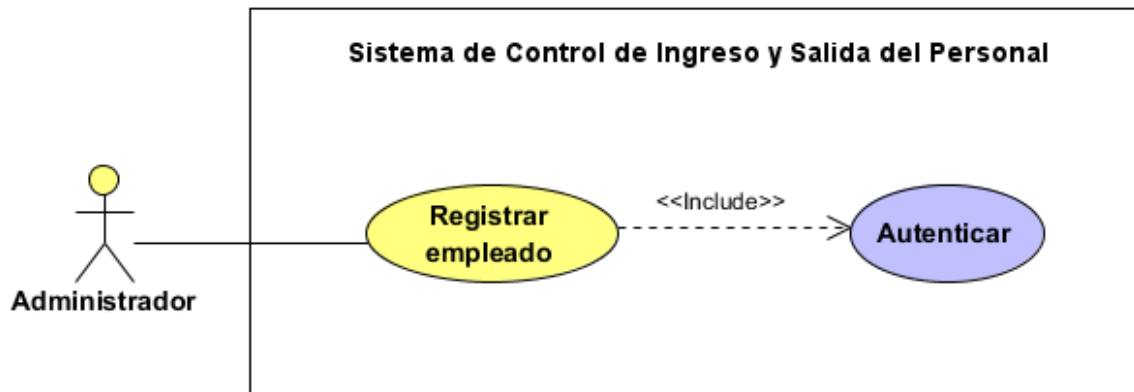 Sistema de Control de Ingreso y Salida del Personal
Registrar
empleado
<<Include>>
Autenticar
Administrador